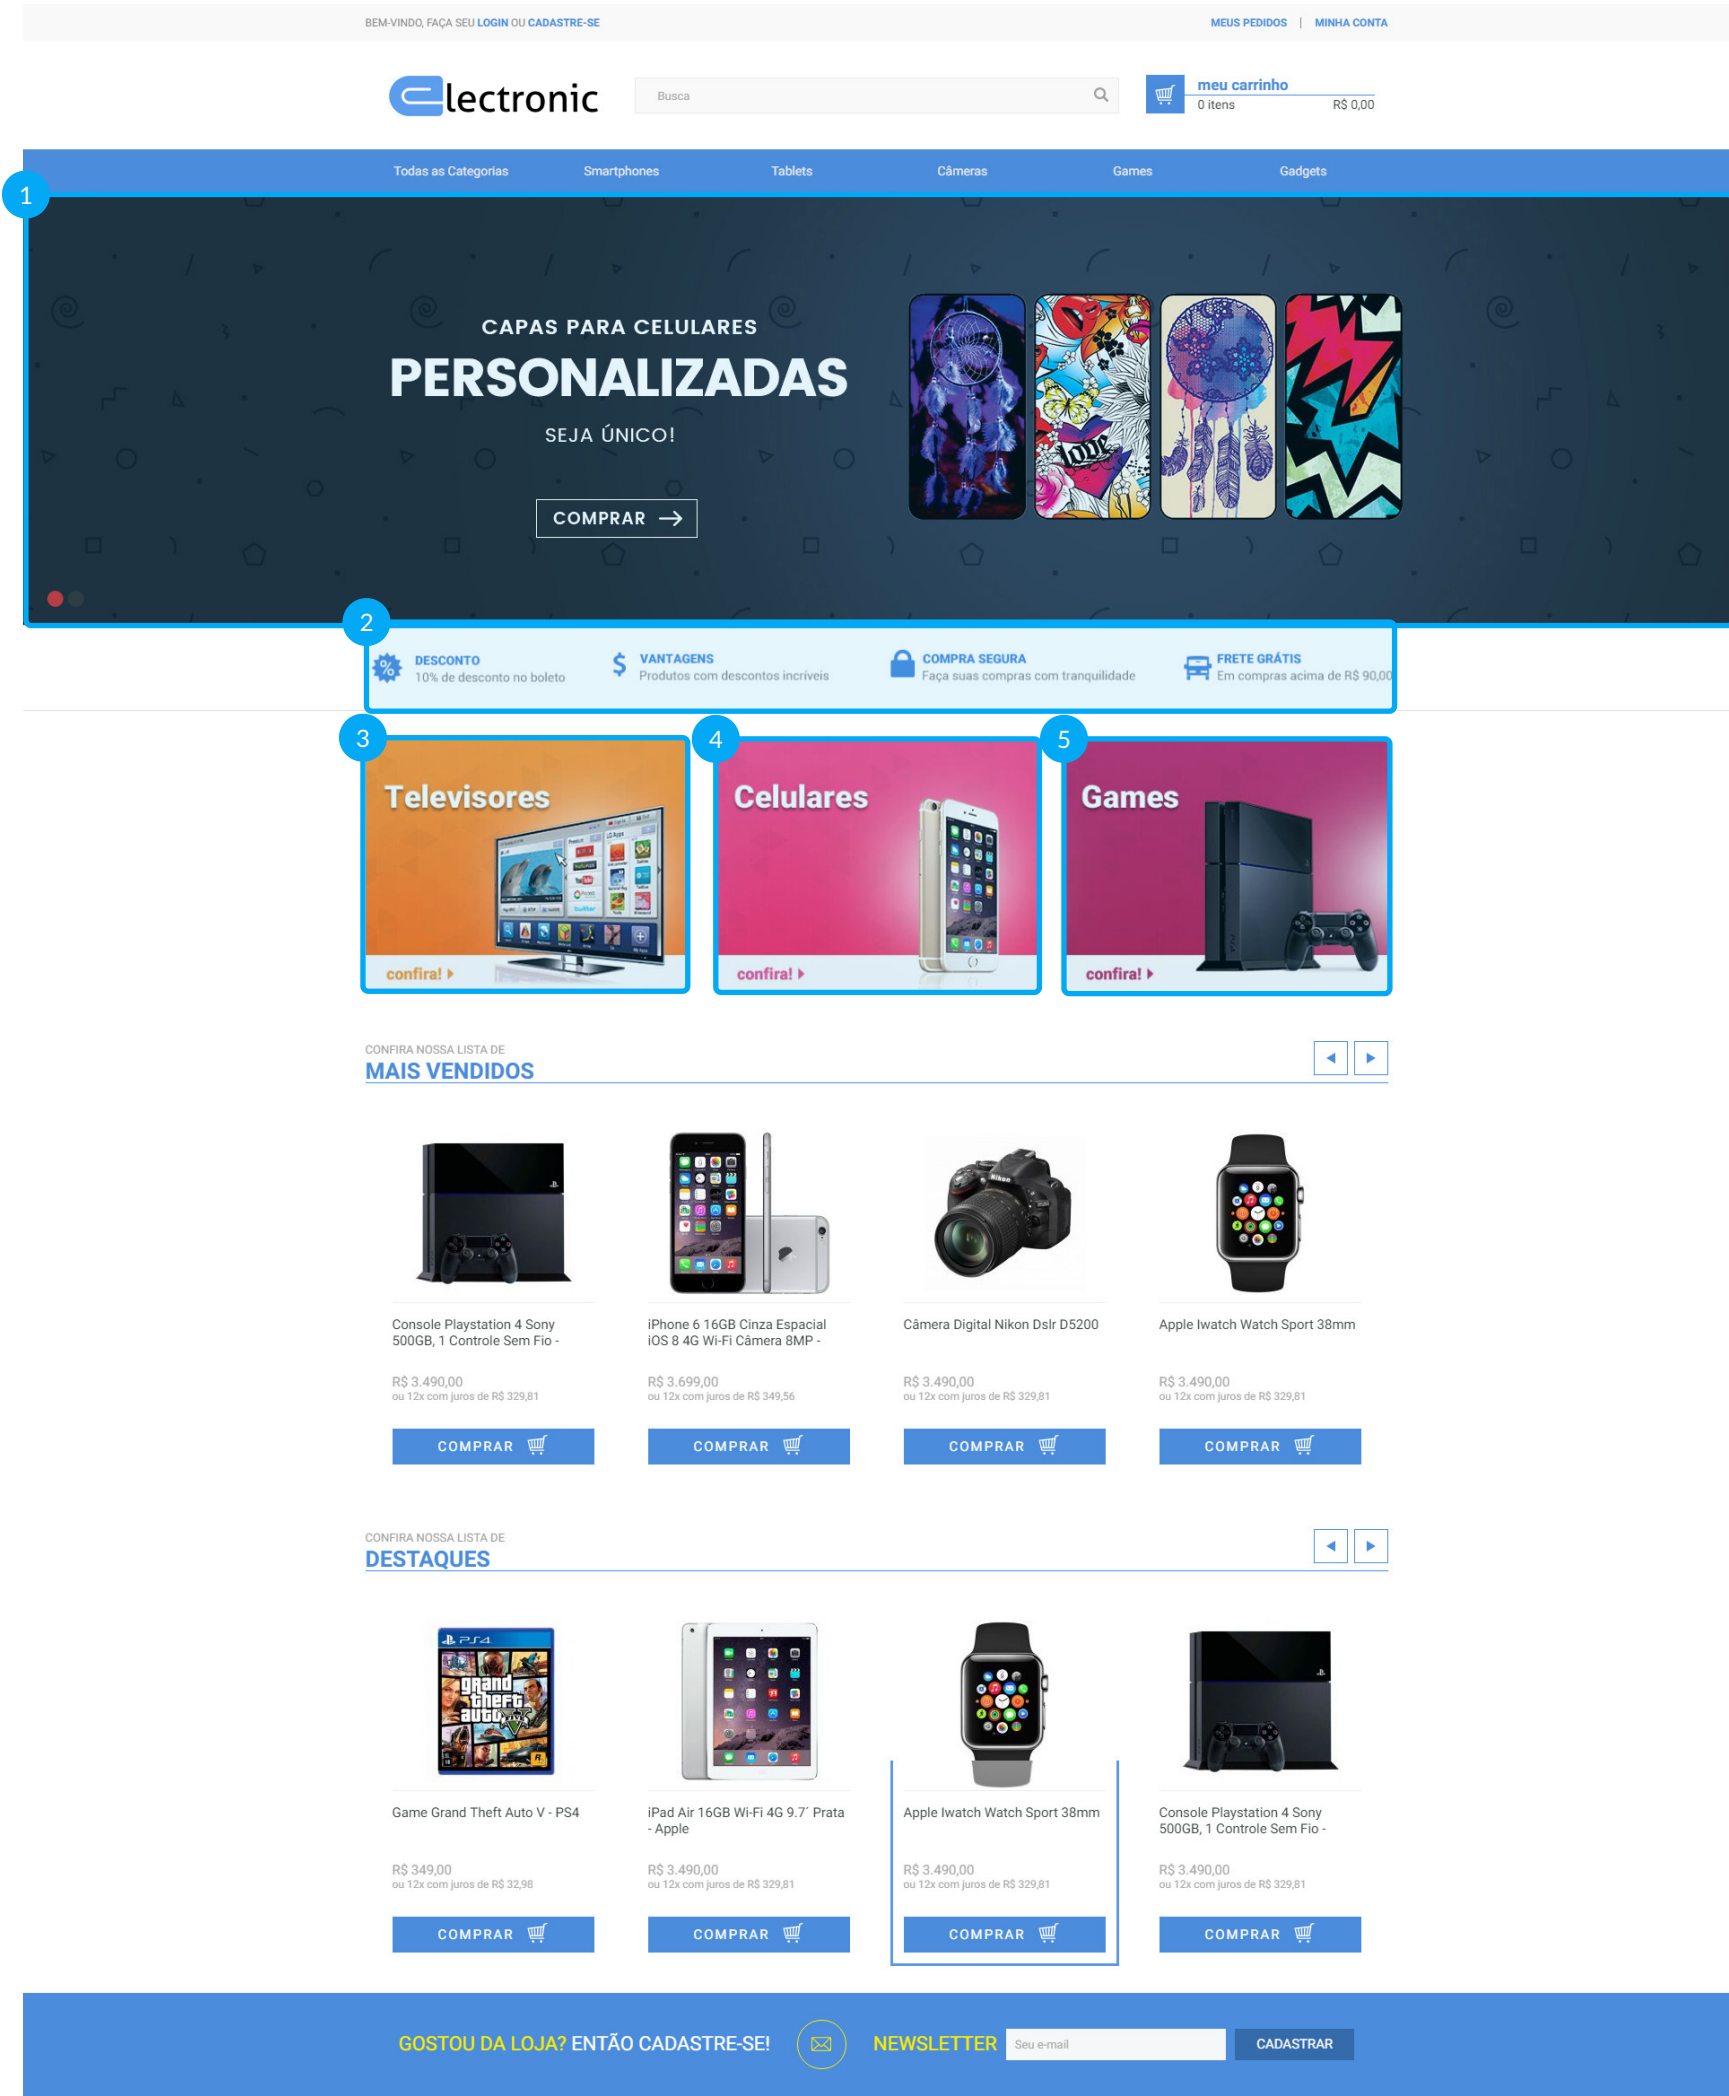 BEM-VINDO, FAÇA SEU LOGIN OU CADASTRE-SE
MEUS PEDIDOS | MINHA CONTA
Electronic
Busca
meu carrinho
0 itens R$ 0,00
Todas as Categorias Smartphones Tablets Câmeras Games Gadgets
1
CAPAS PARA CELULARES
PERSONALIZADAS
SEJA ÚNICO!
COMPRAR
2
DESCONTO
10% de desconto no boleto
VANTAGENS
Produtos com descontos incríveis
COMPRA SEGURA
Faça suas compras com tranquilidade
FRETE GRÁTIS
Em compras acima de R$ 90,00
3
Televisores
confira!
4
Celulares
confira!
5
Games
confira!
CONFIRA NOSSA LISTA DE
MAIS VENDIDOS
Nikon
Console Playstation 4 Sony
500GB, 1 Controle Sem Fio -
R$ 3.490,00
ou 12x com juros de R$ 329,81
COMPRAR
iPhone 6 16GB Cinza Espacial
iOS 8 4G Wi-Fi Câmera 8MP -
R$ 3.699,00
ou 12x com juros de R$ 349,56
COMPRAR
Câmera Digital Nikon Dslr D5200
R$ 3.490,00
ou 12x com juros de R$ 329,81
COMPRAR
Apple Iwatch Watch Sport 38mm
R$ 3.490,00
ou 12x com juros de R$ 329,81
COMPRAR
CONFIRA NOSSA LISTA DE
DESTAQUES
PS4
grand
theft
auto
V
Game Grand Theft Auto V - PS4
R$ 349,00
ou 12x com juros de R$ 32,98
COMPRAR
iPad Air 16GB Wi-Fi 4G 9.7´ Prata
- Apple
R$ 3.490,00
ou 12x com juros de R$ 329,81
COMPRAR
Apple Iwatch Watch Sport 38mm
R$ 3.490,00
ou 12x com juros de R$ 329,81
COMPRAR
Console Playstation 4 Sony
500GB, 1 Controle Sem Fio -
R$ 3.490,00
ou 12x com juros de R$ 329,81
COMPRAR
GOSTOU DA LOJA? ENTÃO CADASTRE-SE! NEWSLETTER Seu e-mail CADASTRAR